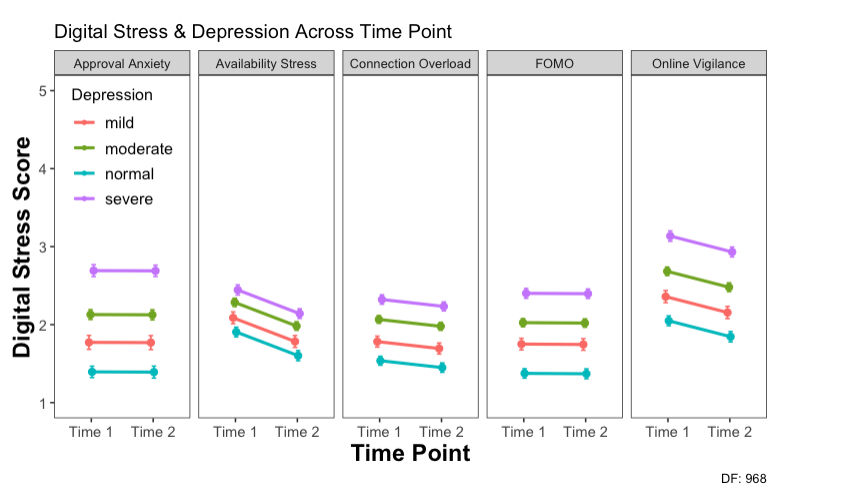 Digital Stress & Depression Across Time Point
Approval Anxiety
Availability Stress
Connection Overload
FOMO
Online Vigilance
Digital Stress Score
5
4
3
2
1
Depression
mild
moderate
normal
severe
Time 1 Time 2
Time 1 Time 2
Time 1 Time 2
Time 1 Time 2
Time 1 Time 2
Time Point
DF: 968